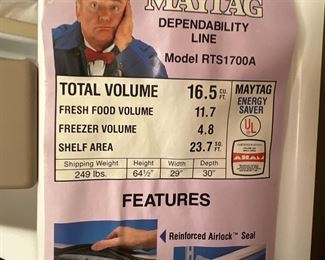 MAYTAG
DEPENDABILITY
LINE
Model RTS1700A
TOTAL VOLUME 16.5 CU. FT.
FRESH FOOD VOLUME 11.7
FREEZER VOLUME 4.8
SHELF AREA 23.7 SQ. FT.
MAYTAG
ENERGY
SAVER
UL
AHAM
Shipping Weight Height Width Depth
249 lbs. 64½" 29" 30"
FEATURES
Reinforced Airlock™ Seal